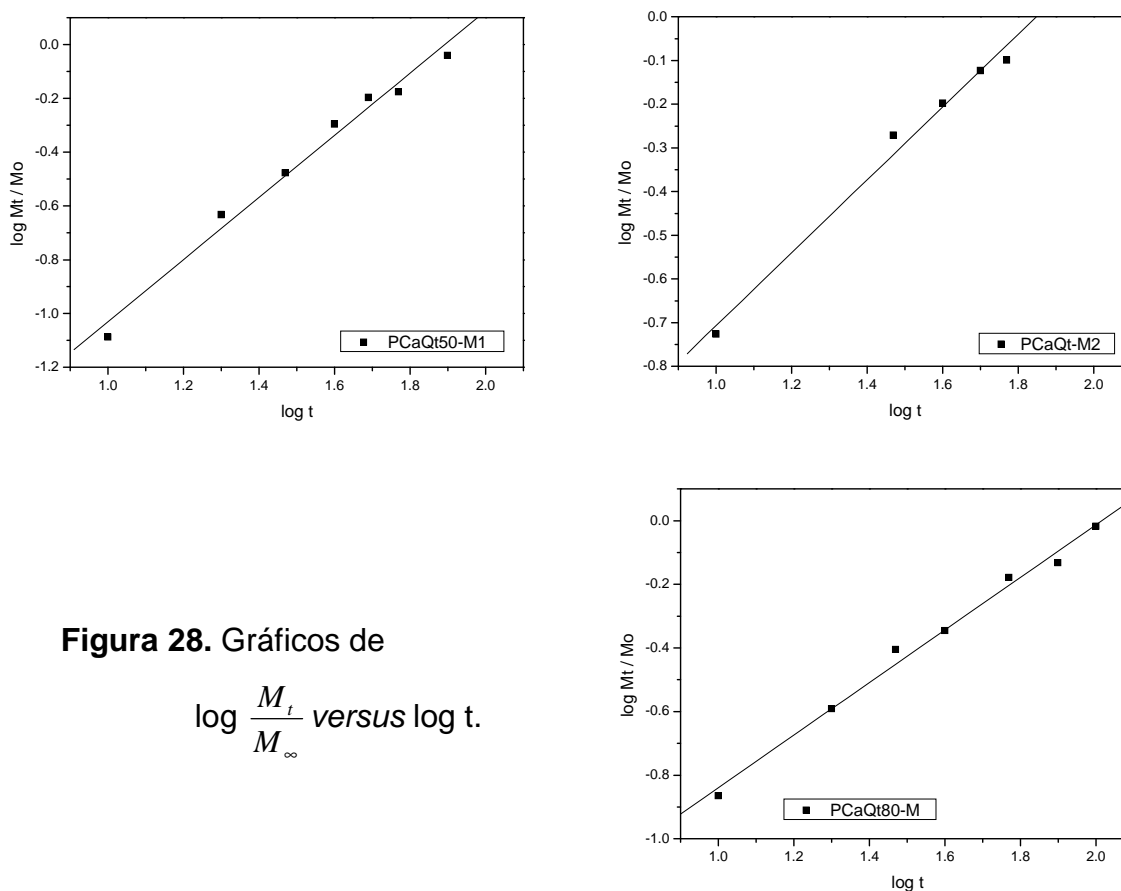 0.0
-0.2
-0.4
-0.6
-0.8
-1.0
-1.2
log Mt / Mo
1.0 1.2 1.4 1.6 1.8 2.0
log t
PCaQt50-M1
0.0
-0.1
-0.2
-0.3
-0.4
-0.5
-0.6
-0.7
-0.8
log Mt / Mo
1.0 1.2 1.4 1.6 1.8 2.0
log t
PCaQt-M2
Figura 28. Gráficos de
log M_t / M_∞ versus log t.
0.0
-0.2
-0.4
-0.6
-0.8
-1.0
log Mt / Mo
1.0 1.2 1.4 1.6 1.8 2.0
log t
PCaQt80-M